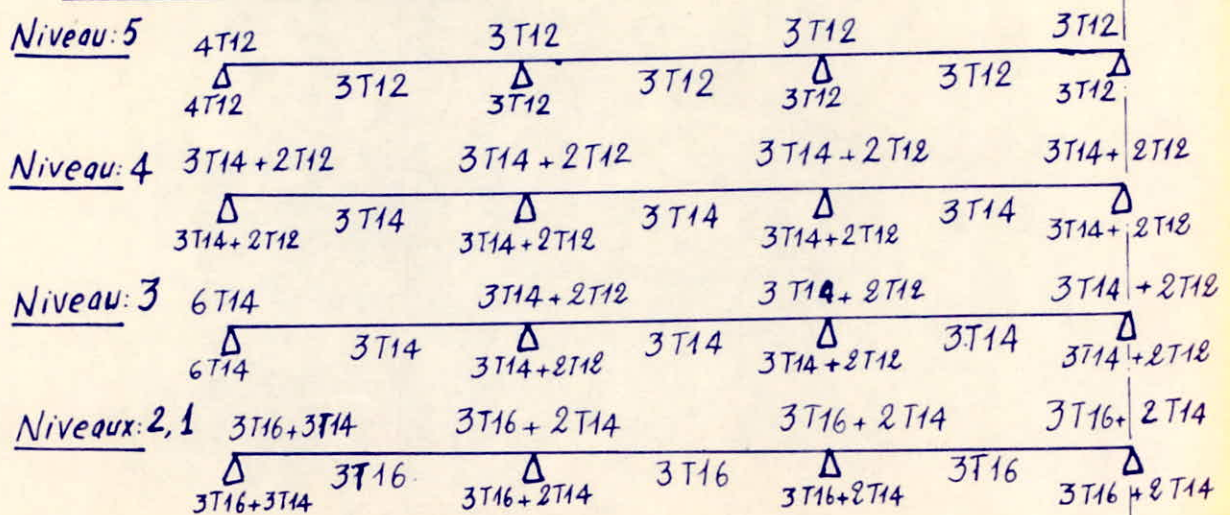 Niveau: 5 4T12 3T12 3T12 3T12
3T12 3T12 3T12
4T12 3T12 3T12 3T12
Niveau: 4 3T14+2T12 3T14+2T12 3T14+2T12 3T14+2T12
3T14 3T14 3T14
3T14+2T12 3T14+2T12 3T14+2T12 3T14+2T12
Niveau: 3 6T14 3T14+2T12 3T14+2T12 3T14+2T12
3T14 3T14 3T14
6T14 3T14+2T12 3T14+2T12 3T14+2T12
Niveaux: 2,1 3T16+3T14 3T16+2T14 3T16+2T14 3T16+2T14
3T16 3T16 3T16
3T16+3T14 3T16+2T14 3T16+2T14 3T16+2T14